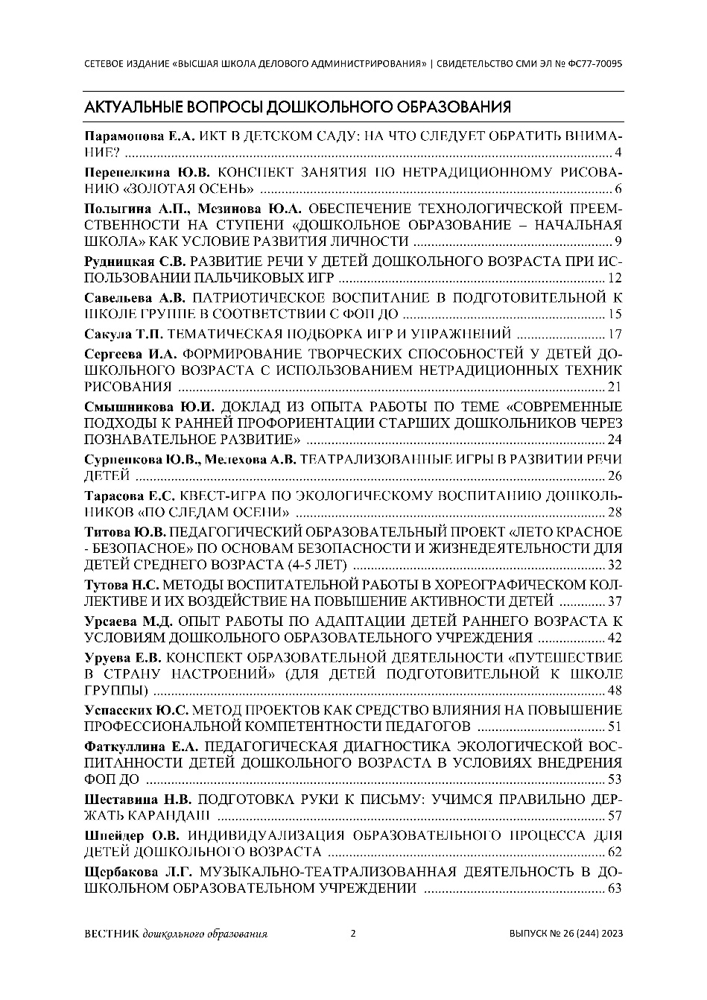 СЕТЕВОЕ ИЗДАНИЕ «ВЫСШАЯ ШКОЛА ДЕЛОВОГО АДМИНИСТРИРОВАНИЯ» | СВИДЕТЕЛЬСТВО СМИ ЭЛ № ФС77-70095
АКТУАЛЬНЫЕ ВОПРОСЫ ДОШКОЛЬНОГО ОБРАЗОВАНИЯ
Парамонова Е.А. ИКТ В ДЕТСКОМ САДУ: НА ЧТО СЛЕДУЕТ ОБРАТИТЬ ВНИМА-
НИЕ? ........ 4
Перепелкина Ю.В. КОНСПЕКТ ЗАНЯТИЯ ПО НЕТРАДИЦИОННОМУ РИСОВА-
НИЮ «ЗОЛОТАЯ ОСЕНЬ» ........ 6
Полыгина А.П., Мезинова Ю.А. ОБЕСПЕЧЕНИЕ ТЕХНОЛОГИЧЕСКОЙ ПРЕЕМ-
СТВЕННОСТИ НА СТУПЕНИ «ДОШКОЛЬНОЕ ОБРАЗОВАНИЕ – НАЧАЛЬНАЯ
ШКОЛА» КАК УСЛОВИЕ РАЗВИТИЯ ЛИЧНОСТИ ........ 9
Рудницкая С.В. РАЗВИТИЕ РЕЧИ У ДЕТЕЙ ДОШКОЛЬНОГО ВОЗРАСТА ПРИ ИС-
ПОЛЬЗОВАНИИ ПАЛЬЧИКОВЫХ ИГР ........ 12
Савельева А.В. ПАТРИОТИЧЕСКОЕ ВОСПИТАНИЕ В ПОДГОТОВИТЕЛЬНОЙ К
ШКОЛЕ ГРУППЕ В СООТВЕТСТВИИ С ФОП ДО ........ 15
Сакула Т.П. ТЕМАТИЧЕСКАЯ ПОДБОРКА ИГР И УПРАЖНЕНИЙ ........ 17
Сергеева И.А. ФОРМИРОВАНИЕ ТВОРЧЕСКИХ СПОСОБНОСТЕЙ У ДЕТЕЙ ДО-
ШКОЛЬНОГО ВОЗРАСТА С ИСПОЛЬЗОВАНИЕМ НЕТРАДИЦИОННЫХ ТЕХНИК
РИСОВАНИЯ ........ 21
Смышникова Ю.И. ДОКЛАД ИЗ ОПЫТА РАБОТЫ ПО ТЕМЕ «СОВРЕМЕННЫЕ
ПОДХОДЫ К РАННЕЙ ПРОФОРИЕНТАЦИИ СТАРШИХ ДОШКОЛЬНИКОВ ЧЕРЕЗ
ПОЗНАВАТЕЛЬНОЕ РАЗВИТИЕ» ........ 24
Сурненкова Ю.В., Мелехова А.В. ТЕАТРАЛИЗОВАННЫЕ ИГРЫ В РАЗВИТИИ РЕЧИ
ДЕТЕЙ ........ 26
Тарасова Е.С. КВЕСТ-ИГРА ПО ЭКОЛОГИЧЕСКОМУ ВОСПИТАНИЮ ДОШКОЛЬ-
НИКОВ «ПО СЛЕДАМ ОСЕНИ» ........ 28
Титова Ю.В. ПЕДАГОГИЧЕСКИЙ ОБРАЗОВАТЕЛЬНЫЙ ПРОЕКТ «ЛЕТО КРАСНОЕ
- БЕЗОПАСНОЕ» ПО ОСНОВАМ БЕЗОПАСНОСТИ И ЖИЗНЕДЕЯТЕЛЬНОСТИ ДЛЯ
ДЕТЕЙ СРЕДНЕГО ВОЗРАСТА (4-5 ЛЕТ) ........ 32
Тутова Н.С. МЕТОДЫ ВОСПИТАТЕЛЬНОЙ РАБОТЫ В ХОРЕОГРАФИЧЕСКОМ КОЛ-
ЛЕКТИВЕ И ИХ ВОЗДЕЙСТВИЕ НА ПОВЫШЕНИЕ АКТИВНОСТИ ДЕТЕЙ ........ 37
Урсаева М.Д. ОПЫТ РАБОТЫ ПО АДАПТАЦИИ ДЕТЕЙ РАННЕГО ВОЗРАСТА К
УСЛОВИЯМ ДОШКОЛЬНОГО ОБРАЗОВАТЕЛЬНОГО УЧРЕЖДЕНИЯ ........ 42
Уруева Е.В. КОНСПЕКТ ОБРАЗОВАТЕЛЬНОЙ ДЕЯТЕЛЬНОСТИ «ПУТЕШЕСТВИЕ
В СТРАНУ НАСТРОЕНИЙ» (ДЛЯ ДЕТЕЙ ПОДГОТОВИТЕЛЬНОЙ К ШКОЛЕ
ГРУППЫ) ........ 48
Успасских Ю.С. МЕТОД ПРОЕКТОВ КАК СРЕДСТВО ВЛИЯНИЯ НА ПОВЫШЕНИЕ
ПРОФЕССИОНАЛЬНОЙ КОМПЕТЕНТНОСТИ ПЕДАГОГОВ ........ 51
Фаткуллина Е.А. ПЕДАГОГИЧЕСКАЯ ДИАГНОСТИКА ЭКОЛОГИЧЕСКОЙ ВОС-
ПИТАННОСТИ ДЕТЕЙ ДОШКОЛЬНОГО ВОЗРАСТА В УСЛОВИЯХ ВНЕДРЕНИЯ
ФОП ДО ........ 53
Шеставина Н.В. ПОДГОТОВКА РУКИ К ПИСЬМУ: УЧИМСЯ ПРАВИЛЬНО ДЕР-
ЖАТЬ КАРАНДАШ ........ 57
Шнейдер О.В. ИНДИВИДУАЛИЗАЦИЯ ОБРАЗОВАТЕЛЬНОГО ПРОЦЕССА ДЛЯ
ДЕТЕЙ ДОШКОЛЬНОГО ВОЗРАСТА ........ 62
Щербакова Л.Г. МУЗЫКАЛЬНО-ТЕАТРАЛИЗОВАННАЯ ДЕЯТЕЛЬНОСТЬ В ДО-
ШКОЛЬНОМ ОБРАЗОВАТЕЛЬНОМ УЧРЕЖДЕНИИ ........ 63
ВЕСТНИК дошкольного образования 2 ВЫПУСК № 26 (244) 2023